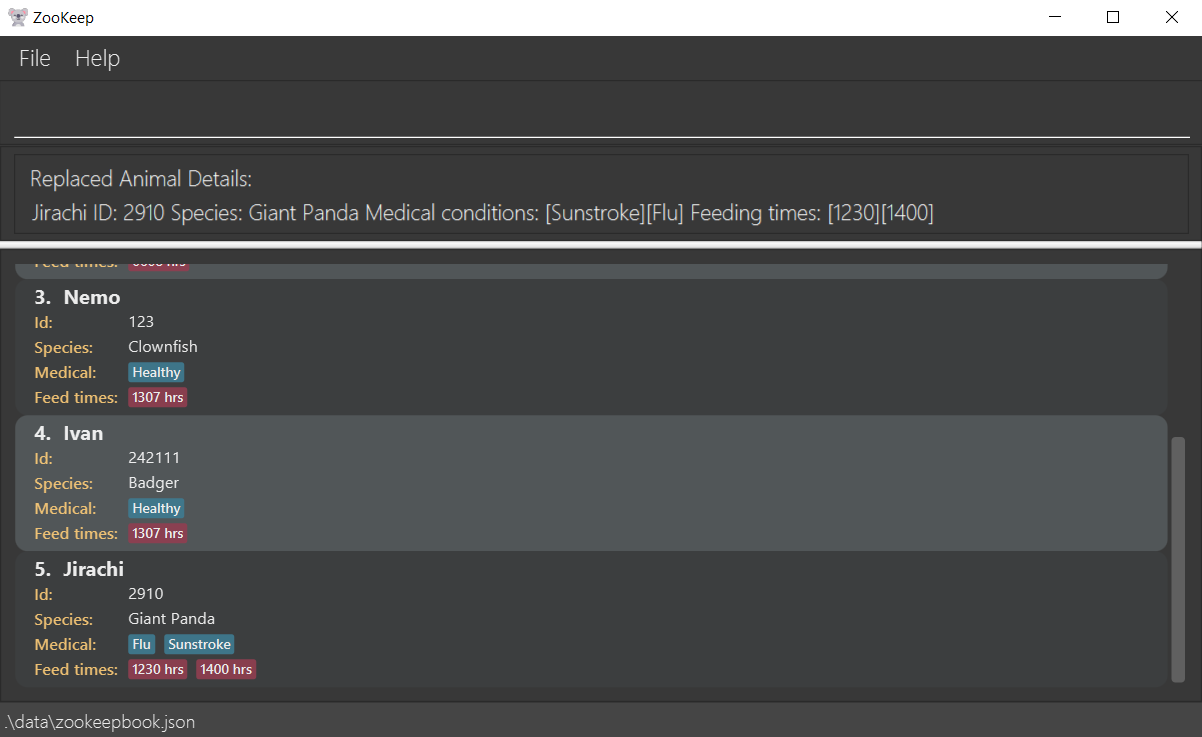 ZooKeep
File Help
Replaced Animal Details:
Jirachi ID: 2910 Species: Giant Panda Medical conditions: [Sunstroke][Flu] Feeding times: [1230][1400]
Feed times:
3. Nemo
Id: 123
Species: Clownfish
Medical: Healthy
Feed times: 1307 hrs
4. Ivan
Id: 242111
Species: Badger
Medical: Healthy
Feed times: 1307 hrs
5. Jirachi
Id: 2910
Species: Giant Panda
Medical: Flu Sunstroke
Feed times: 1230 hrs 1400 hrs
.\data\zookeepbook.json